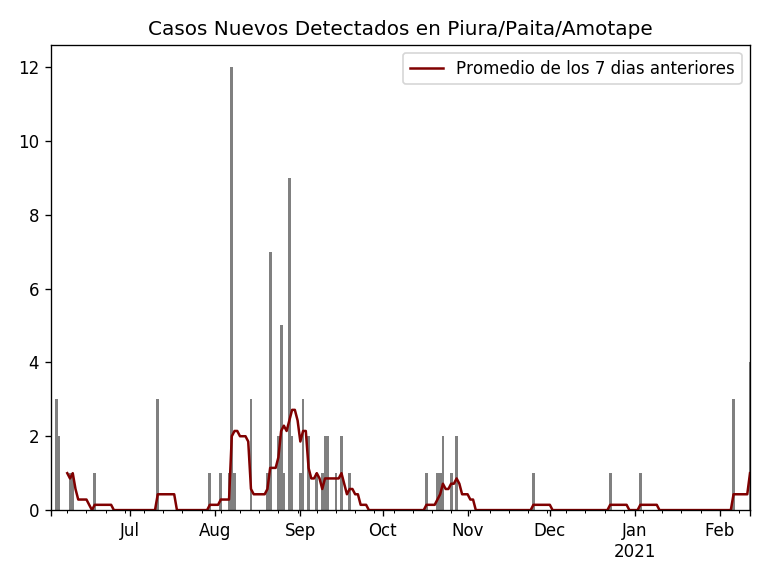 Casos Nuevos Detectados en Piura/Paita/Amotape
Promedio de los 7 dias anteriores
12
10
8
6
4
2
0
Jul Aug Sep Oct Nov Dec Jan Feb
2021